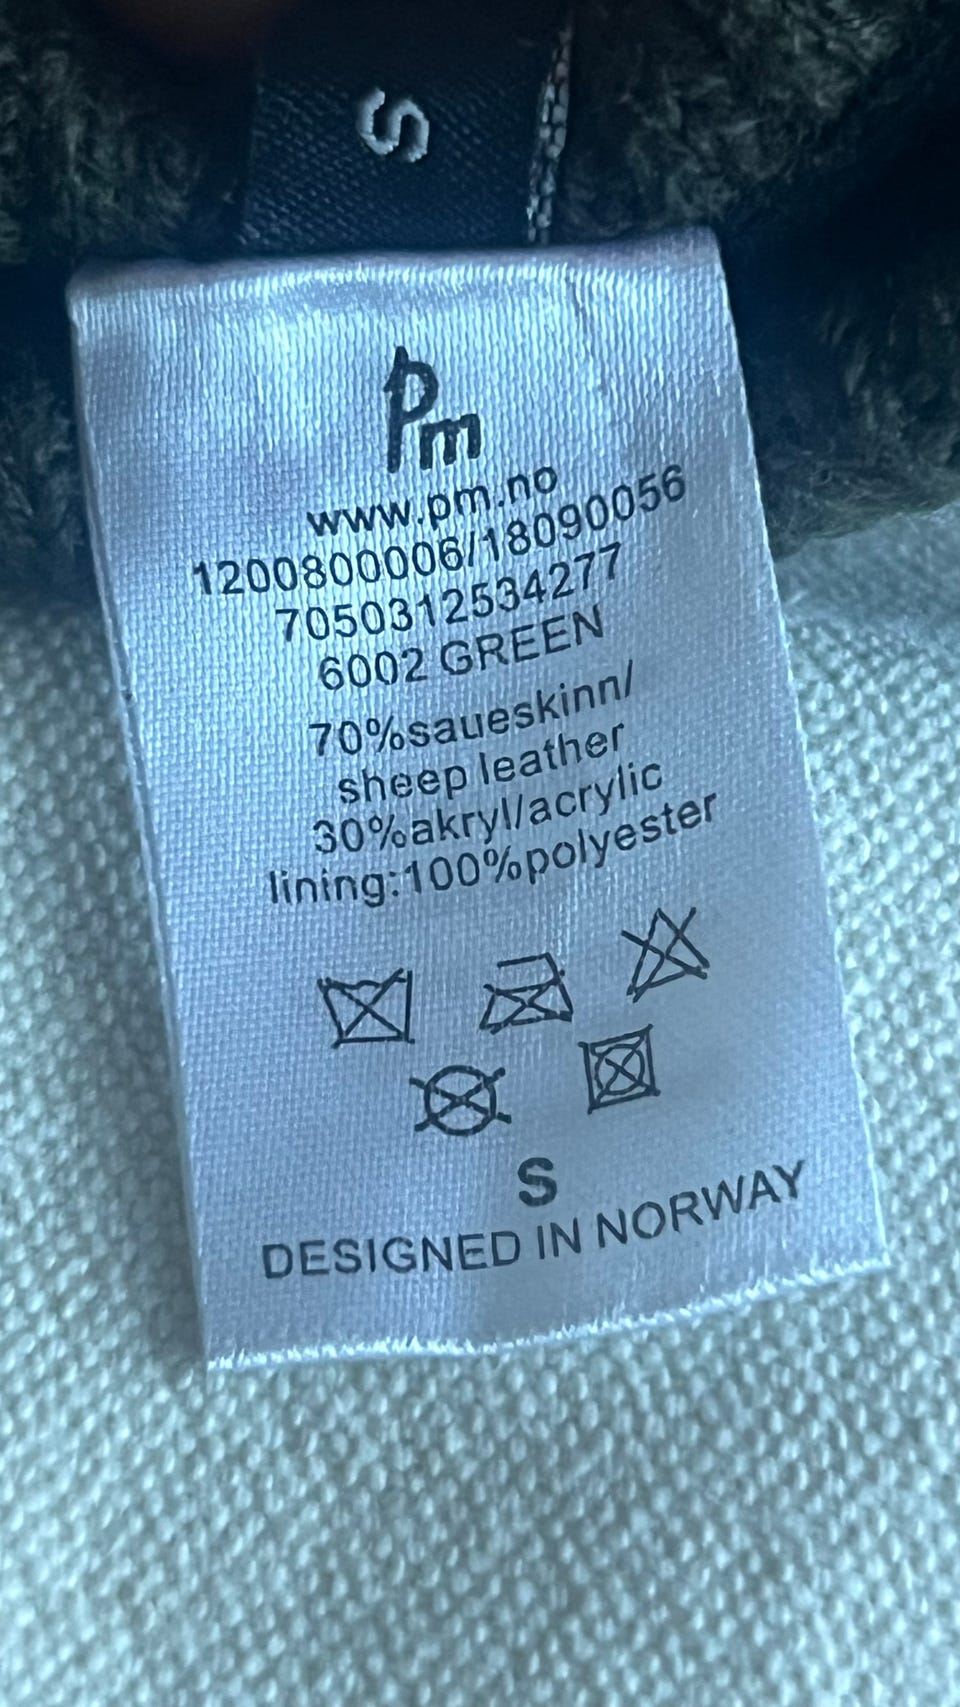 S
Pm
www.pm.no
1200800006/18090056
7050312534277
6002 GREEN
70%saueskinn/
sheep leather
30%akryl/acrylic
lining:100%polyester
S
DESIGNED IN NORWAY